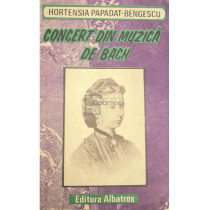 HORTENSIA PAPADAT-BENGESCU
CONCERT DIN MUZICĂ
DE BACH
Editura Albatros